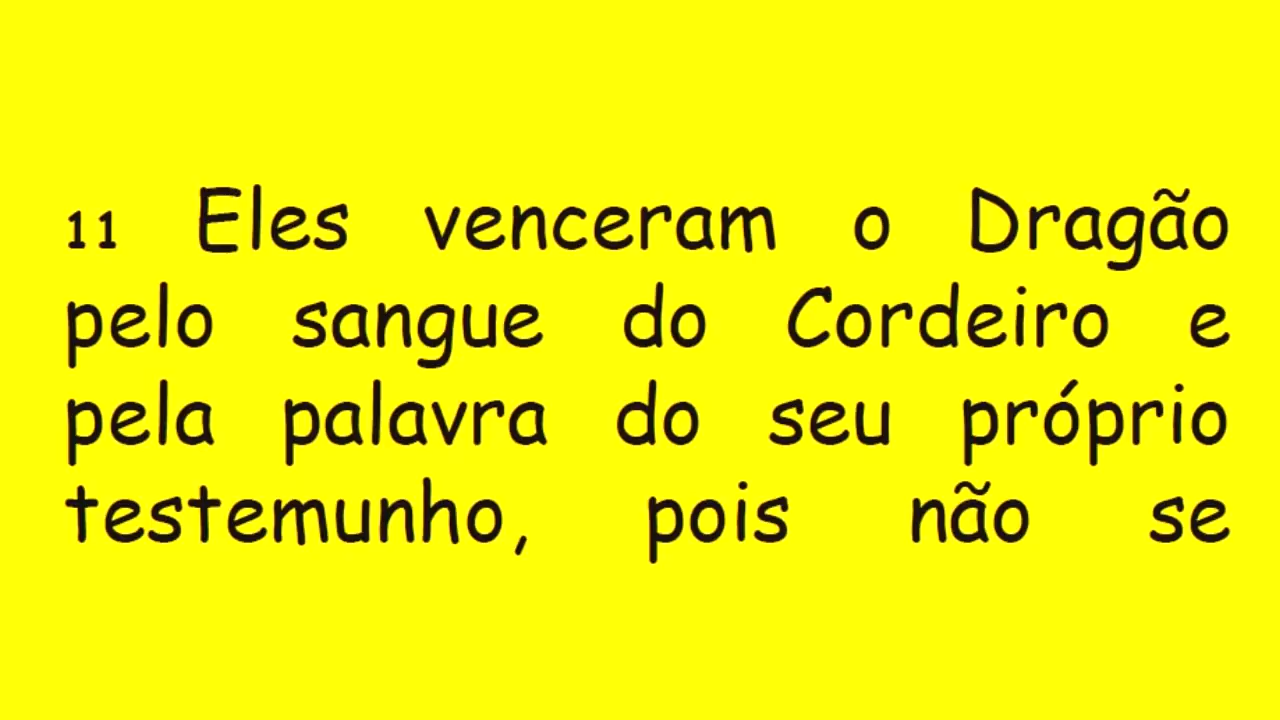 11 Eles venceram o Dragão
pelo sangue do Cordeiro e
pela palavra do seu próprio
testemunho, pois não se